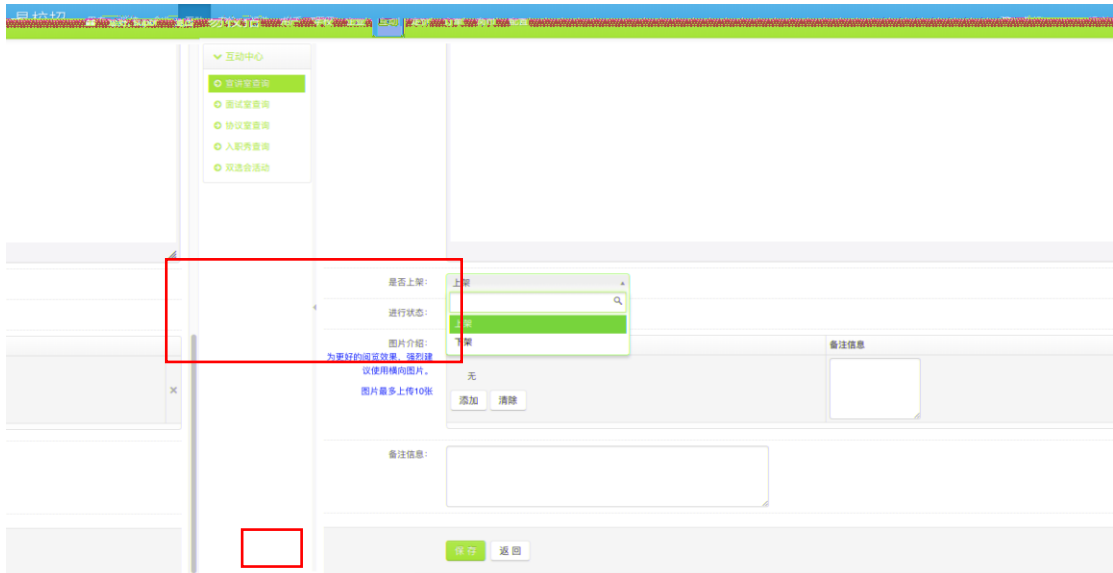 互动中心
宣讲室查询
面试室查询
协议室查询
入职秀查询
双选会活动
是否上架: 上架
上架
进行状态:
下架
图片介绍: 备注信息
为更好的阅览效果，强烈建
议使用横向图片。
无
图片最多上传10张
添加 清除
备注信息:
保存 返回